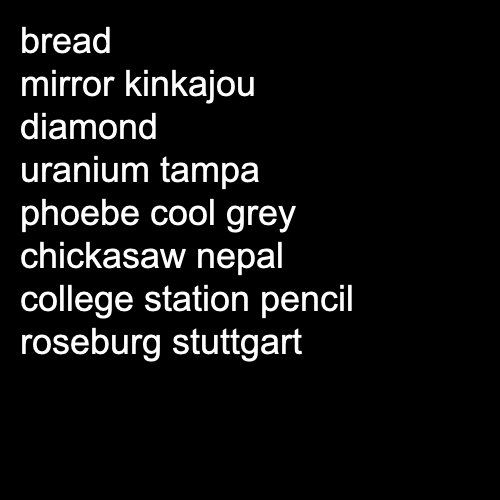 bread
mirror kinkajou
diamond
uranium tampa
phoebe cool grey
chickasaw nepal
college station pencil
roseburg stuttgart